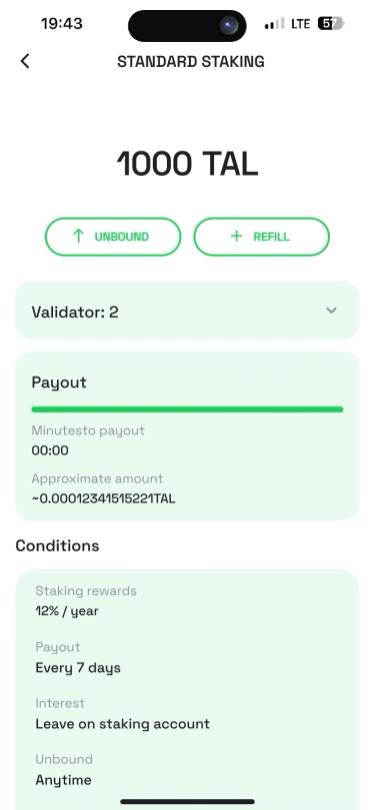 19:43
LTE 57
STANDARD STAKING
1000 TAL
UNBOUND
REFILL
Validator: 2
Payout
Minutesto payout
00:00
Approximate amount
~0.00012341515221TAL
Conditions
Staking rewards
12% / year
Payout
Every 7 days
Interest
Leave on staking account
Unbound
Anytime